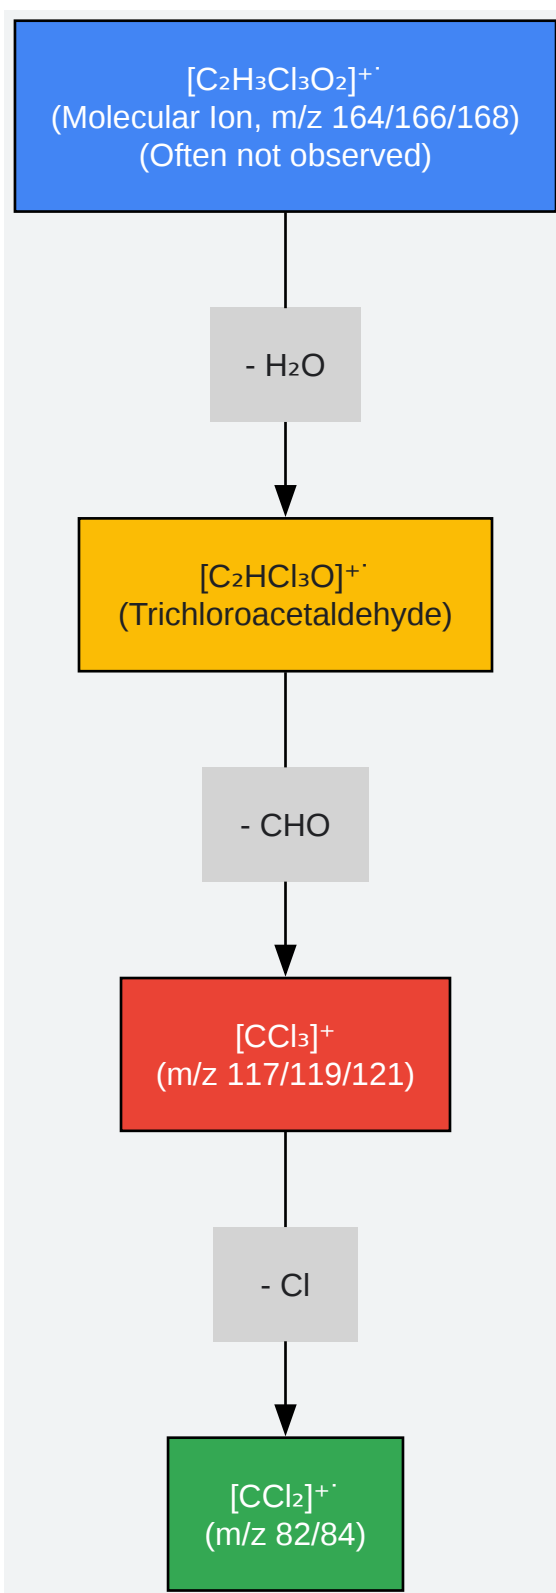 [C₂H₃Cl₃O₂]⁺˙
(Molecular Ion, m/z 164/166/168)
(Often not observed)
- H₂O
[C₂HCl₃O]⁺˙
(Trichloroacetaldehyde)
- CHO
[CCl₃]⁺
(m/z 117/119/121)
- Cl
[CCl₂]⁺˙
(m/z 82/84)